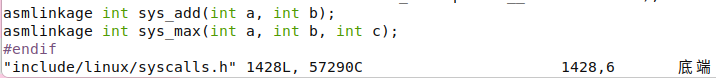 asmlinkage int sys_add(int a, int b);
asmlinkage int sys_max(int a, int b, int c);
#endif
"include/linux/syscalls.h" 1428L, 57290C 1428,6 底端